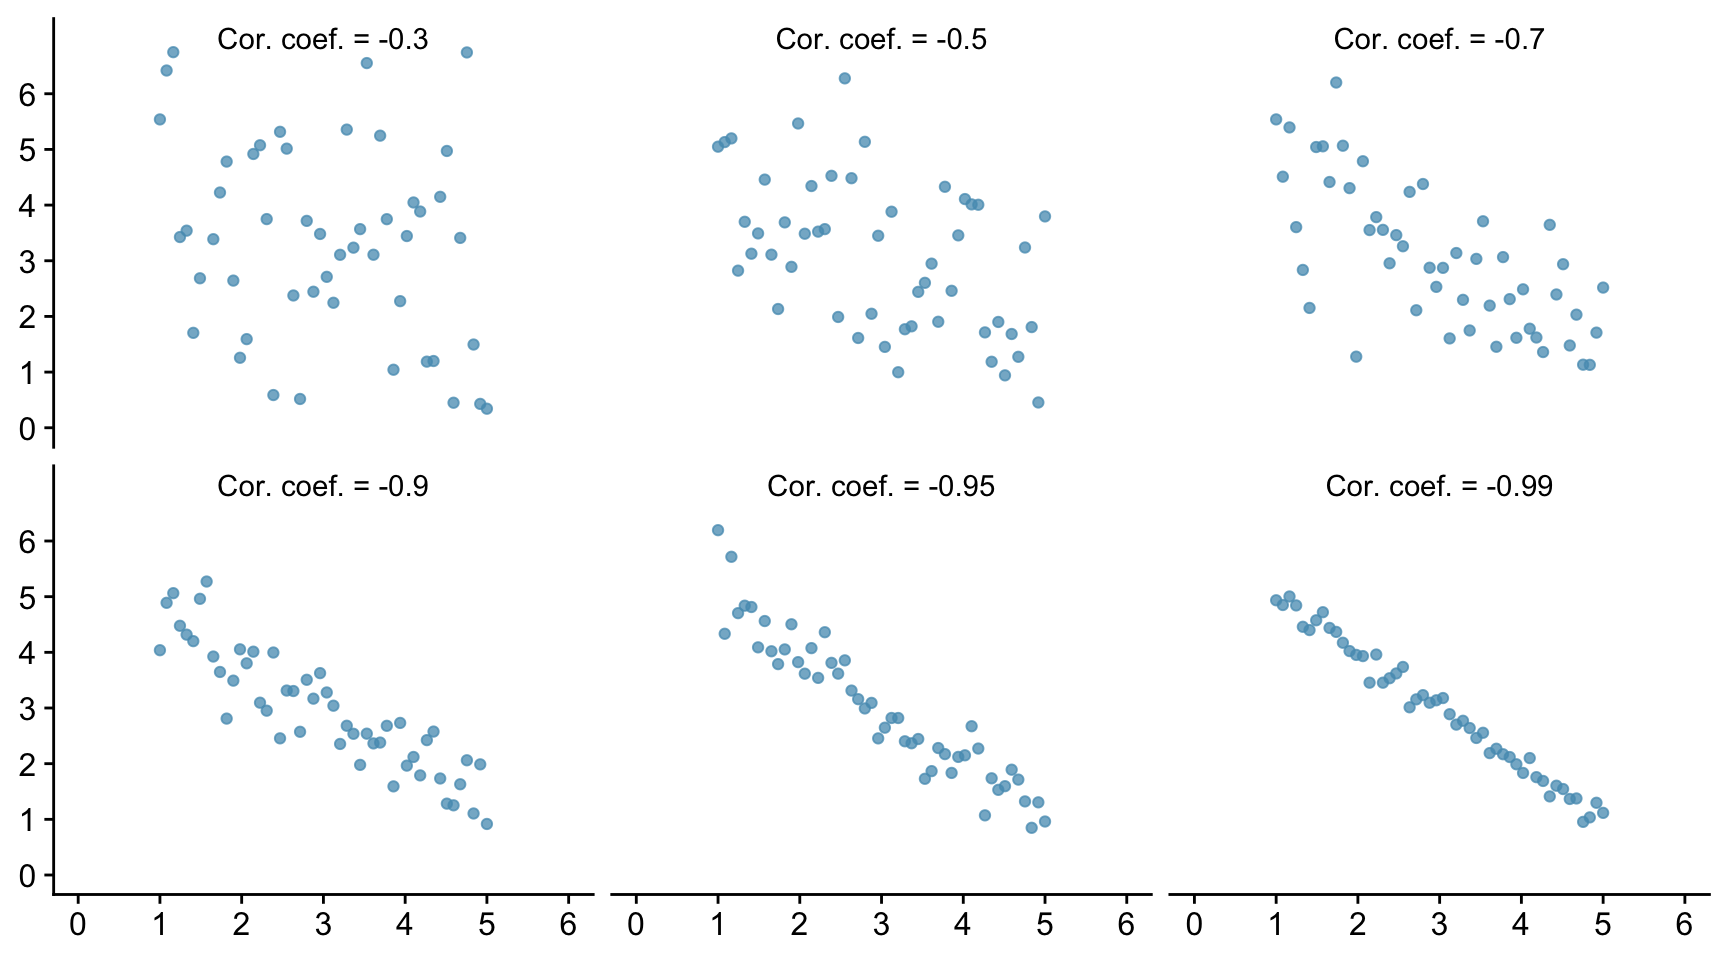 Cor. coef. = -0.3
Cor. coef. = -0.5
Cor. coef. = -0.7
6
5
4
3
2
1
0
Cor. coef. = -0.9
Cor. coef. = -0.95
Cor. coef. = -0.99
6
5
4
3
2
1
0
0 1 2 3 4 5 6
0 1 2 3 4 5 6
0 1 2 3 4 5 6